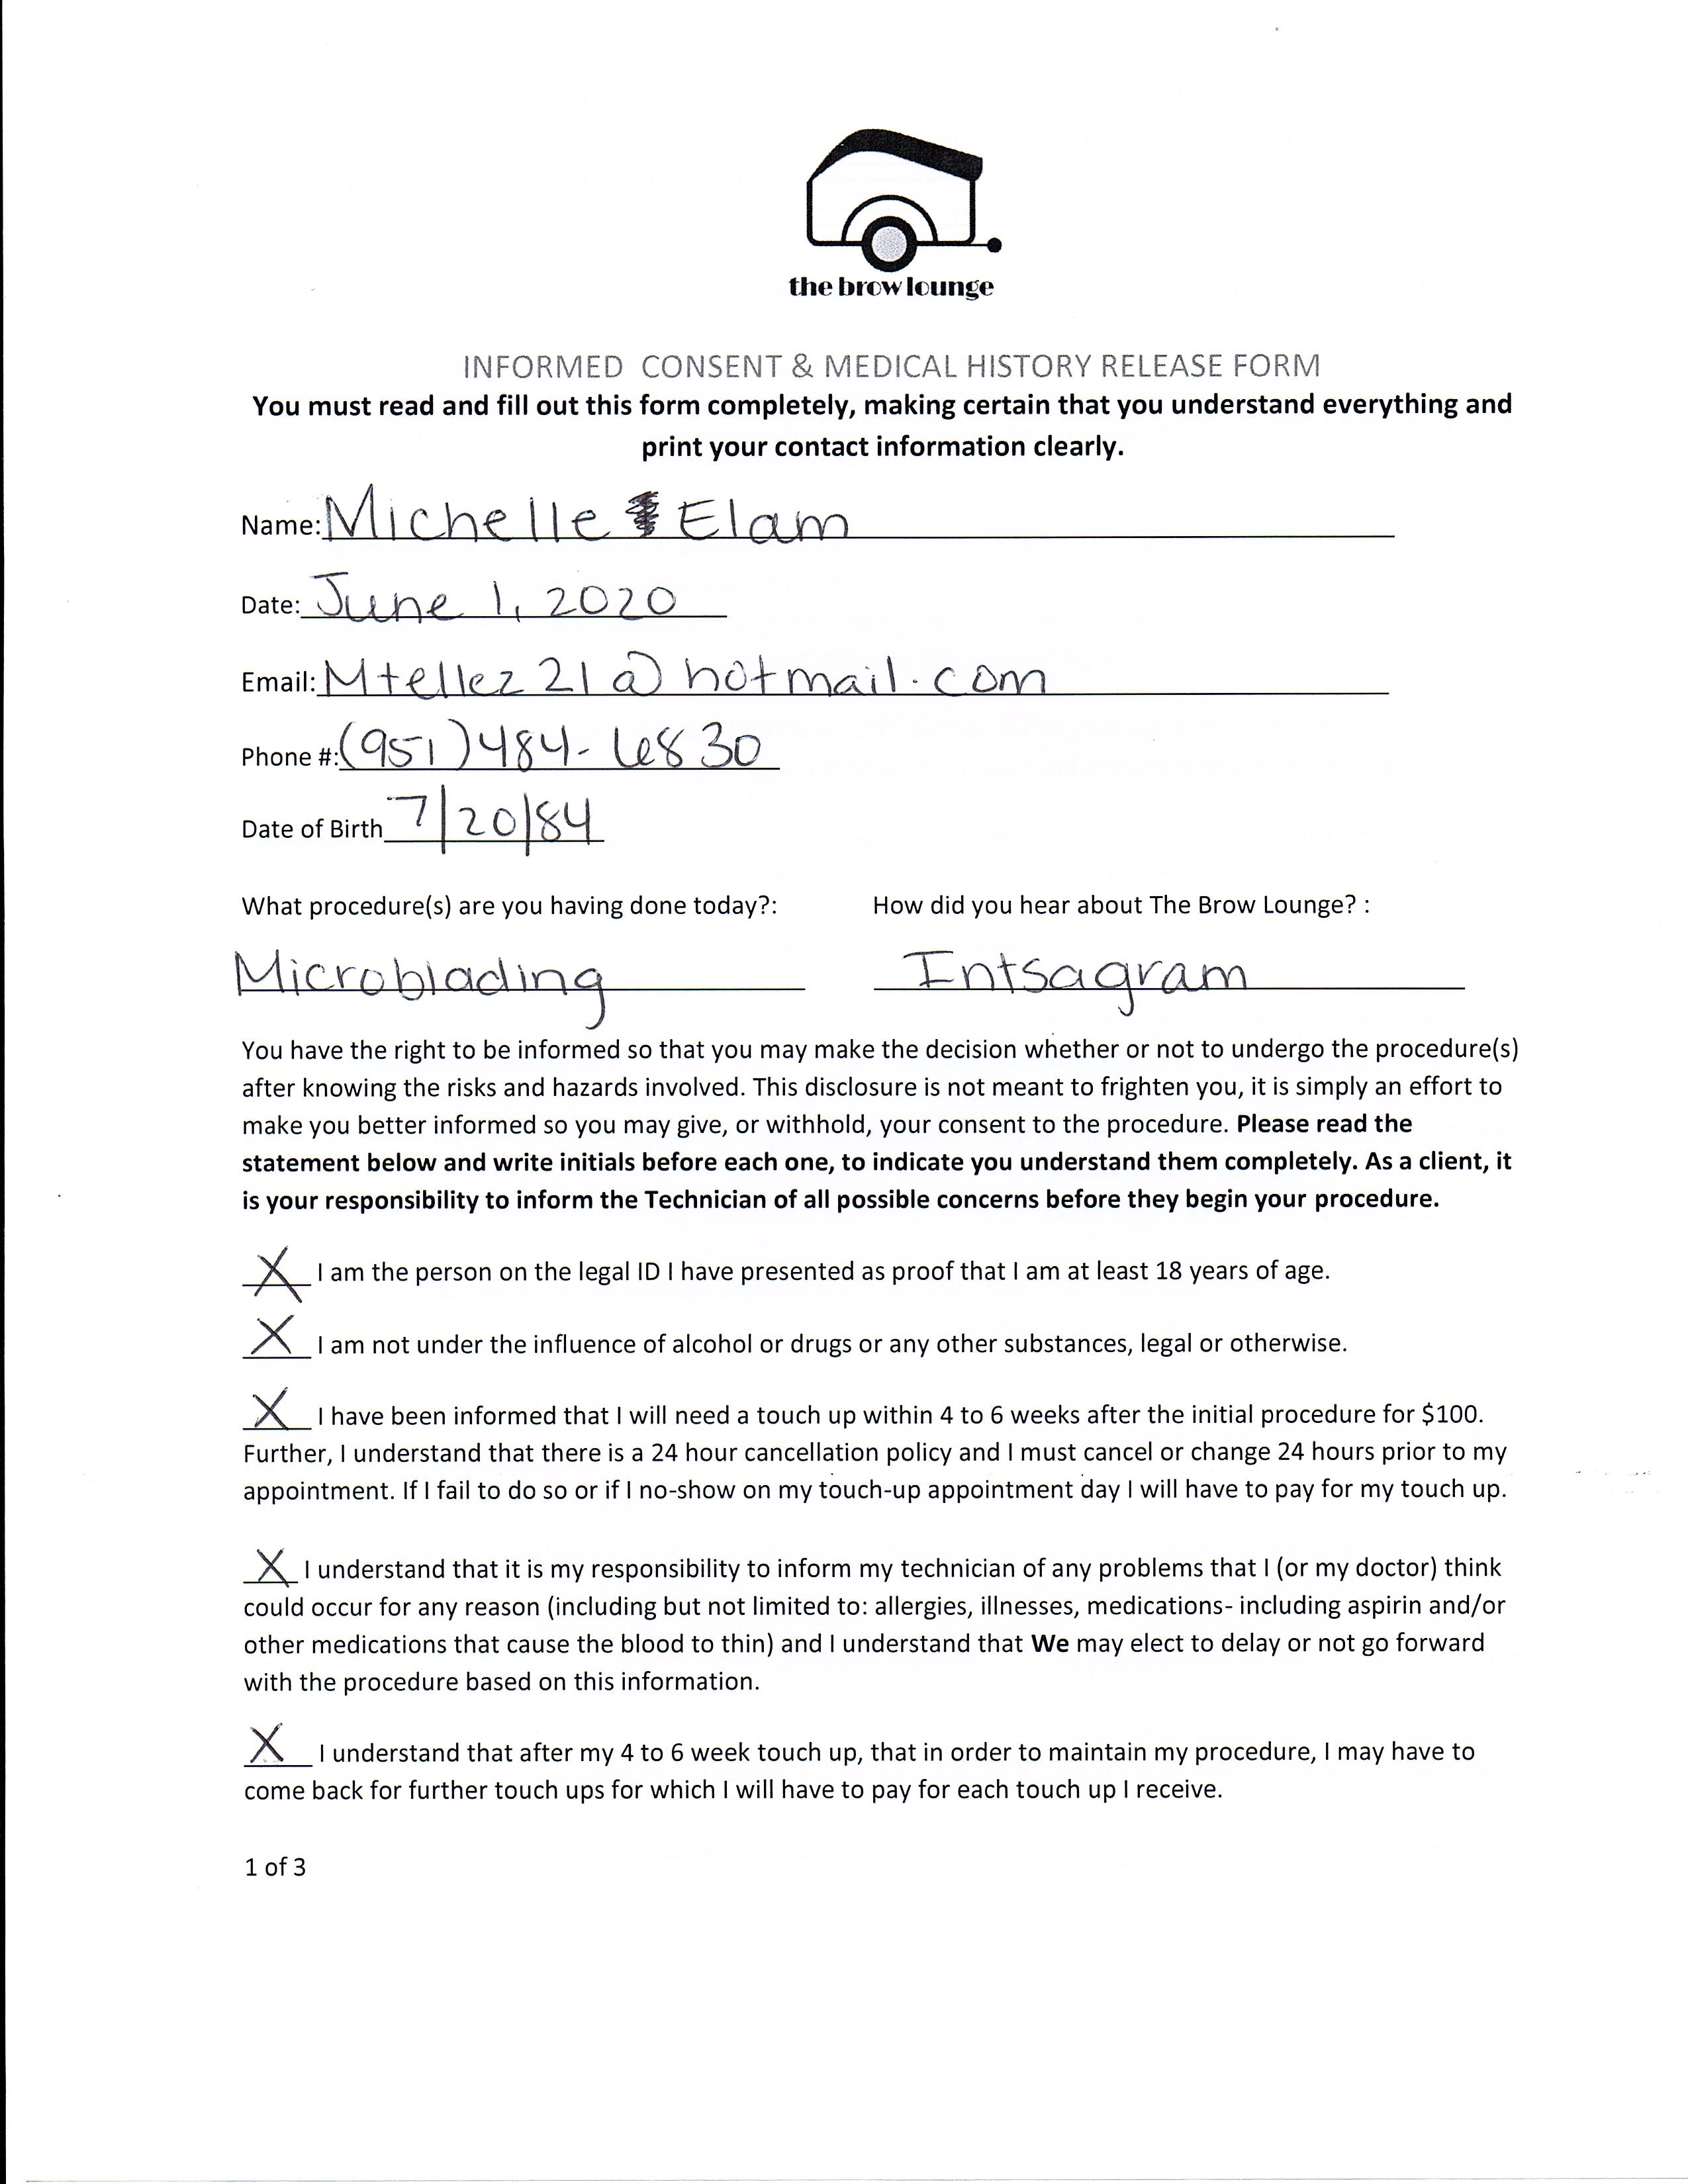 the brow lounge
INFORMED CONSENT & MEDICAL HISTORY RELEASE FORM
You must read and fill out this form completely, making certain that you understand everything and
print your contact information clearly.
Name: Michelle Elam
Date: June 1, 2020
Email: Mtellez21@hotmail.com
Phone #: (951)484-6830
Date of Birth 7/20/84
What procedure(s) are you having done today?: How did you hear about The Brow Lounge? :
Microblading Intsagram
You have the right to be informed so that you may make the decision whether or not to undergo the procedure(s)
after knowing the risks and hazards involved. This disclosure is not meant to frighten you, it is simply an effort to
make you better informed so you may give, or withhold, your consent to the procedure. Please read the
statement below and write initials before each one, to indicate you understand them completely. As a client, it
is your responsibility to inform the Technician of all possible concerns before they begin your procedure.
X I am the person on the legal ID I have presented as proof that I am at least 18 years of age.
X I am not under the influence of alcohol or drugs or any other substances, legal or otherwise.
X I have been informed that I will need a touch up within 4 to 6 weeks after the initial procedure for $100.
Further, I understand that there is a 24 hour cancellation policy and I must cancel or change 24 hours prior to my
appointment. If I fail to do so or if I no-show on my touch-up appointment day I will have to pay for my touch up.
X I understand that it is my responsibility to inform my technician of any problems that I (or my doctor) think
could occur for any reason (including but not limited to: allergies, illnesses, medications- including aspirin and/or
other medications that cause the blood to thin) and I understand that We may elect to delay or not go forward
with the procedure based on this information.
X I understand that after my 4 to 6 week touch up, that in order to maintain my procedure, I may have to
come back for further touch ups for which I will have to pay for each touch up I receive.
1 of 3